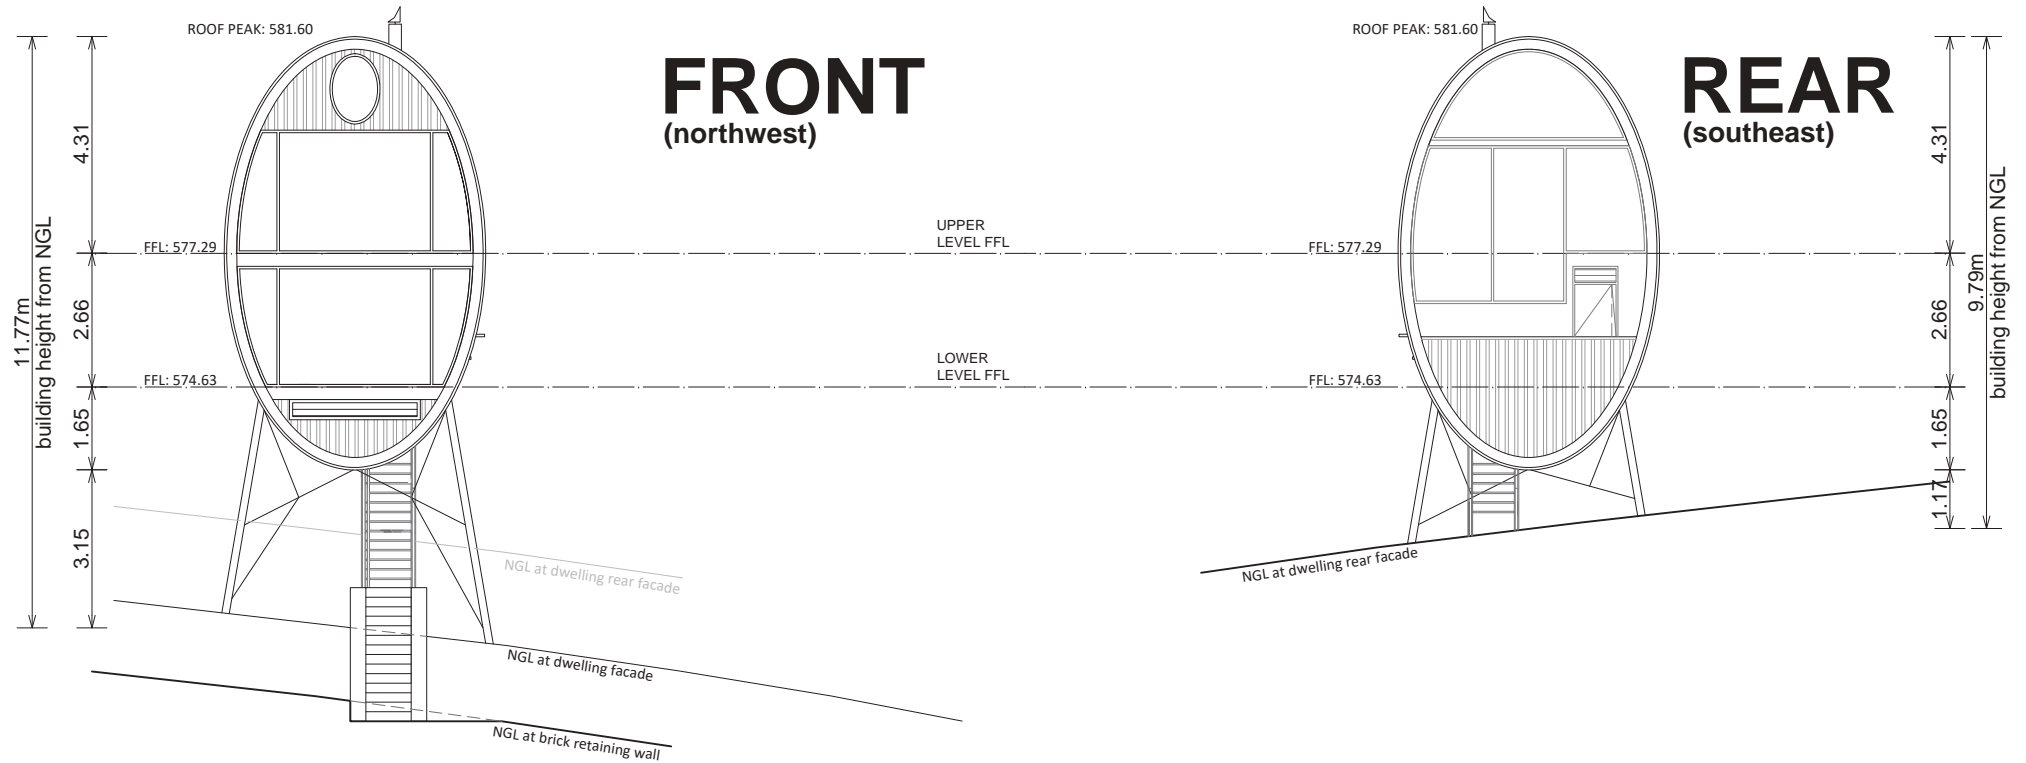 ROOF PEAK: 581.60
FRONT
(northwest)
4.31
FFL: 577.29
11.77m
building height from NGL
2.66
FFL: 574.63
1.65
3.15
UPPER
LEVEL FFL
LOWER
LEVEL FFL
NGL at dwelling rear facade
NGL at dwelling facade
NGL at brick retaining wall
ROOF PEAK: 581.60
REAR
(southeast)
4.31
FFL: 577.29
2.66
9.79m
building height from NGL
FFL: 574.63
1.65
1.17
NGL at dwelling rear facade